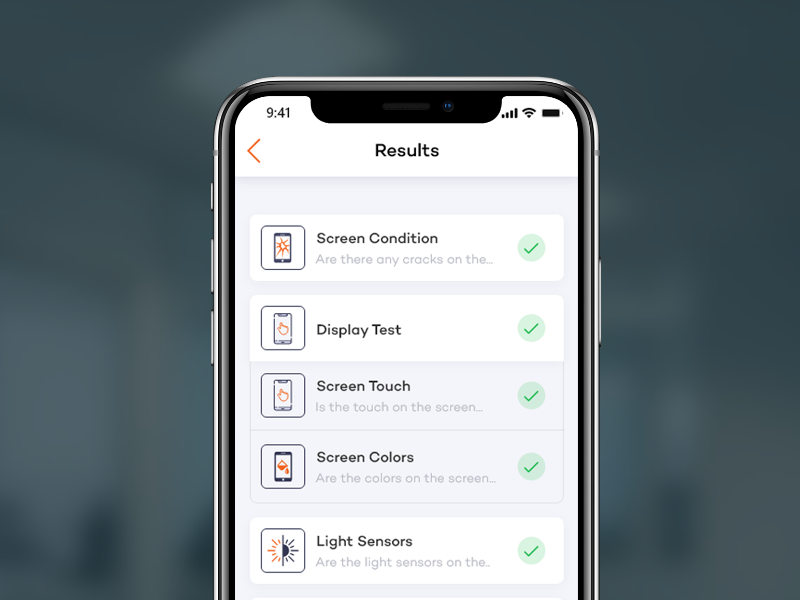 9:41
Results
Screen Condition
Are there any cracks on the...
Display Test
Screen Touch
Is the touch on the screen...
Screen Colors
Are the colors on the screen...
Light Sensors
Are the light sensors on the..